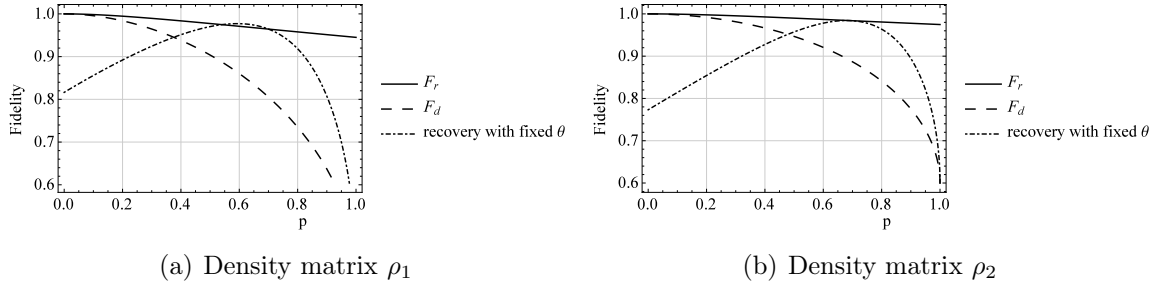 1.0
0.9
0.8
0.7
0.6
Fidelity
0.0 0.2 0.4 0.6 0.8 1.0
p
F_r
F_d
recovery with fixed θ
(a) Density matrix ρ₁
1.0
0.9
0.8
0.7
0.6
Fidelity
0.0 0.2 0.4 0.6 0.8 1.0
p
F_r
F_d
recovery with fixed θ
(b) Density matrix ρ₂